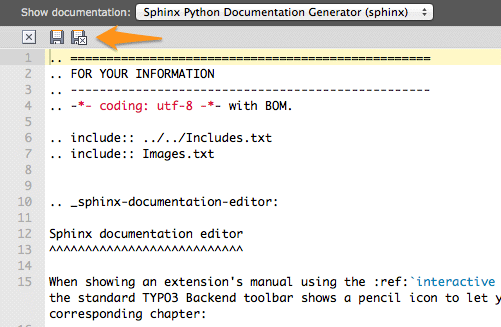 Show documentation: Sphinx Python Documentation Generator (sphinx)
1 .. ==================================================
2 .. FOR YOUR INFORMATION
3 .. --------------------------------------------------
4 .. -*- coding: utf-8 -*- with BOM.
5
6 .. include:: ../../Includes.txt
7 .. include:: Images.txt
8
9
10 .. _sphinx-documentation-editor:
11
12 Sphinx documentation editor
13 ^^^^^^^^^^^^^^^^^^^^^^^^^^^
14
15 When showing an extension's manual using the :ref:`interactive
the standard TYPO3 Backend toolbar shows a pencil icon to let
corresponding chapter: